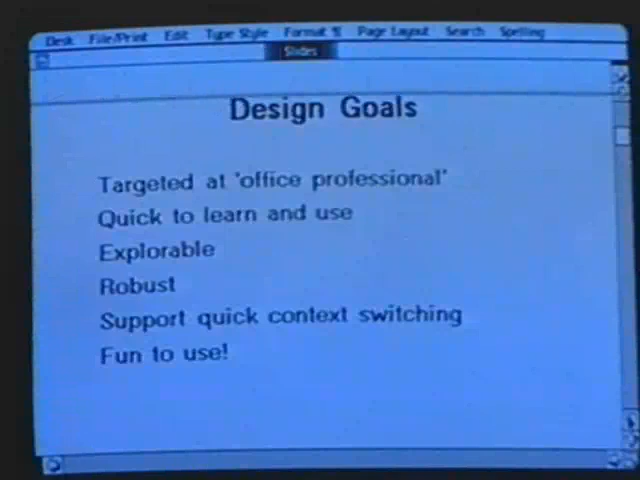 Desk File/Print Edit Type Style Format ¶ Page Layout Search Spelling
Slides
Design Goals
Targeted at 'office professional'
Quick to learn and use
Explorable
Robust
Support quick context switching
Fun to use!